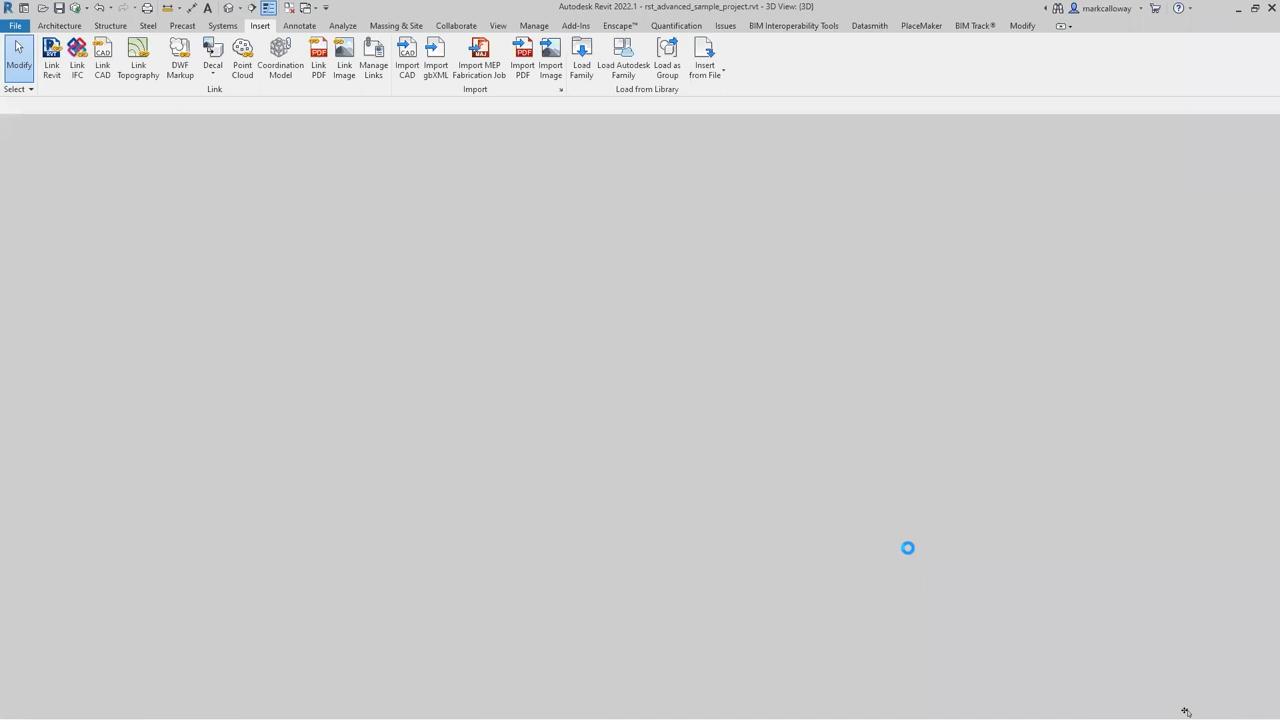 Autodesk Revit 2022.1 - rst_advanced_sample_project.rvt - 3D View: {3D}
markcalloway
File Architecture Structure Steel Precast Systems Insert Annotate Analyze Massing & Site Collaborate View Manage Add-Ins Enscape™ Quantification Issues BIM Interoperability Tools Datasmith PlaceMaker BIM Track® Modify
Modify
Link Revit
Link IFC
Link CAD
Link Topography
DWF Markup
Decal
Point Cloud
Coordination Model
Link PDF
Link Image
Manage Links
Import CAD
Import gbXML
Import MEP Fabrication Job
Import PDF
Import Image
Load Family
Load Autodesk Family
Load as Group
Insert from File
Select
Link
Import
Load from Library